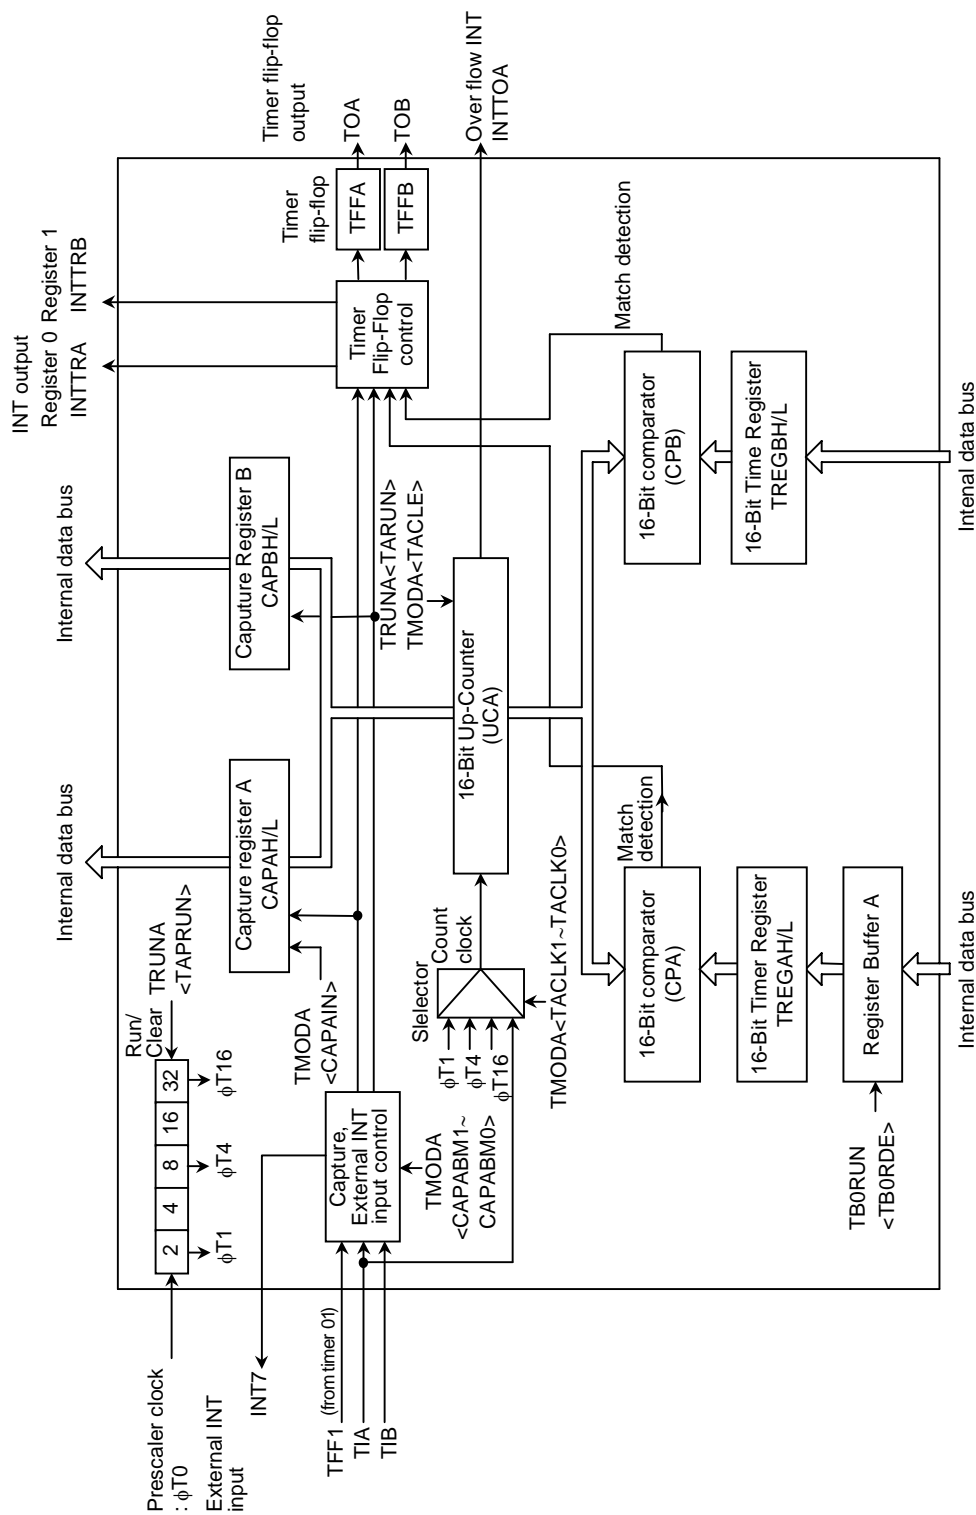 Prescaler clock
: ϕT0
External INT
input
2
4
8
16
32
Run/
Clear
TRUNA
<TAPRUN>
ϕT1
ϕT4
ϕT16
INT7
TFF1
(from timer 01)
TIA
TIB
Capture,
External INT
input control
TMODA
<CAPABM1~
CAPABM0>
TMODA
<CAPAIN>
Internal data bus
Capture register A
CAPAH/L
Internal data bus
Caputure Register B
CAPBH/L
INT output
Register 0
Register 1
INTTRA
INTTRB
Timer
Flip-Flop
control
Timer
flip-flop
TFFA
TFFB
Timer flip-flop
output
TOA
TOB
Over flow INT
INTTOA
Slelector
Count
clock
ϕT1
ϕT4
ϕT16
TMODA<TACLK1~TACLK0>
TRUNA<TARUN>
TMODA<TACLE>
16-Bit Up-Counter
(UCA)
Match
detection
Match detection
16-Bit comparator
(CPA)
16-Bit Timer Register
TREGAH/L
Register Buffer A
TB0RUN
<TB0RDE>
Internal data bus
16-Bit comparator
(CPB)
16-Bit Time Register
TREGBH/L
Intenal data bus